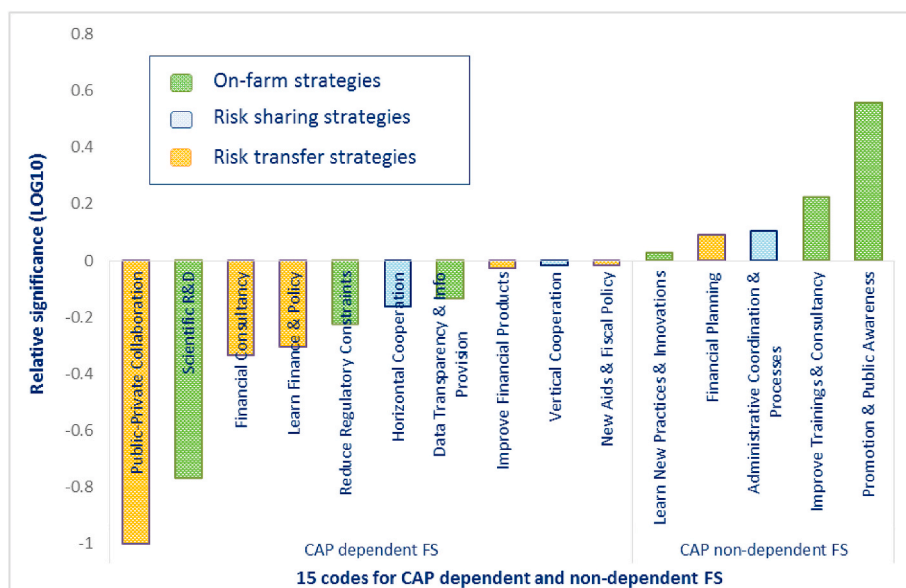 0.8
0.6
0.4
0.2
0
-0.2
-0.4
-0.6
-0.8
-1
Relative significance (LOG10)
On-farm strategies
Risk sharing strategies
Risk transfer strategies
Public-Private Collaboration
Scientific R&D
Financial Consultancy
Learn Finance & Policy
Reduce Regulatory Constraints
Horizontal Cooperation
Data Transparency & Info
Provision
Improve Financial Products
Vertical Cooperation
New Aids & Fiscal Policy
Learn New Practices & Innovations
Financial Planning
Administrative Coordination &
Processes
Improve Trainings & Consultancy
Promotion & Public Awareness
CAP dependent FS
CAP non-dependent FS
15 codes for CAP dependent and non-dependent FS